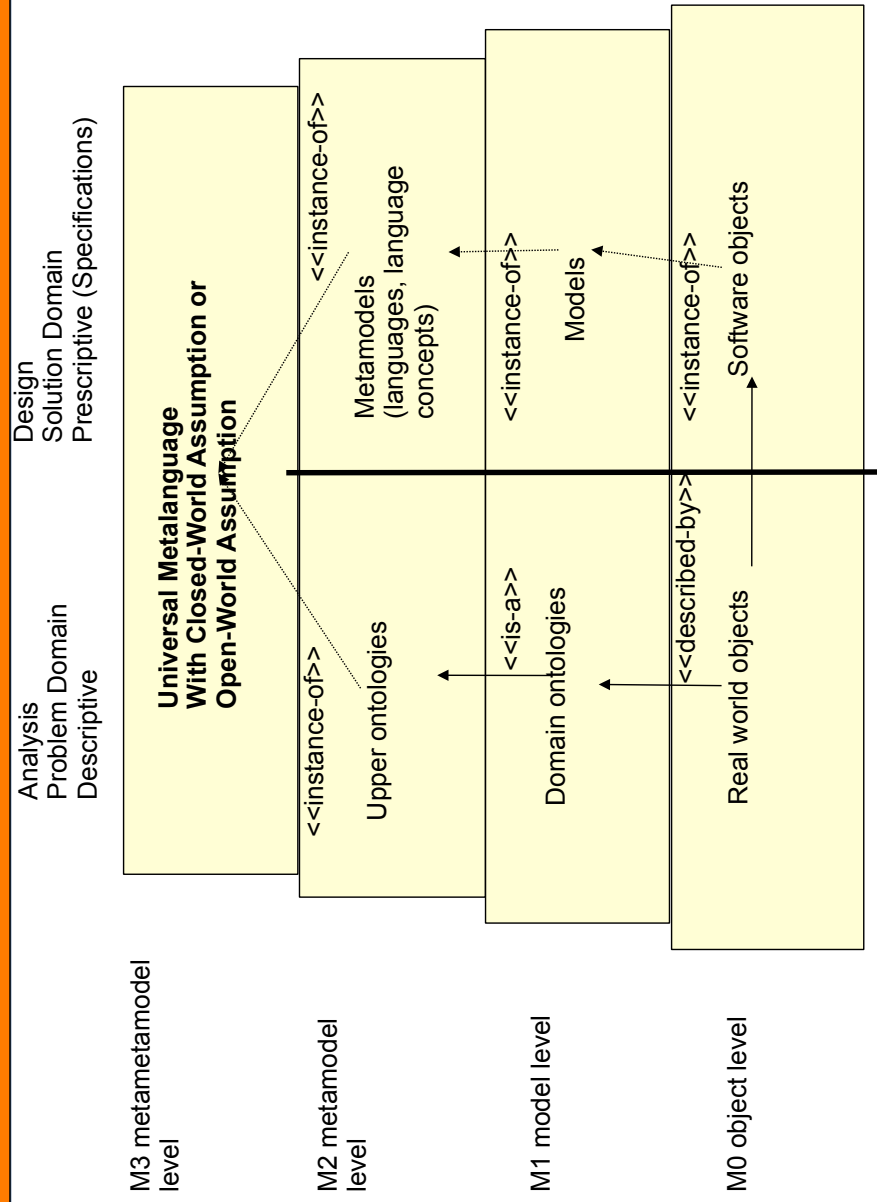 Analysis
Problem Domain
Descriptive
Design
Solution Domain
Prescriptive (Specifications)
M3 metametamodel
level
Universal Metalanguage
With Closed-World Assumption or
Open-World Assumption
M2 metamodel
level
<<instance-of>>
<<instance-of>>
Upper ontologies
Metamodels
(languages, language
concepts)
M1 model level
<<is-a>>
<<instance-of>>
Domain ontologies
Models
M0 object level
<<described-by>>
<<instance-of>>
Real world objects
Software objects